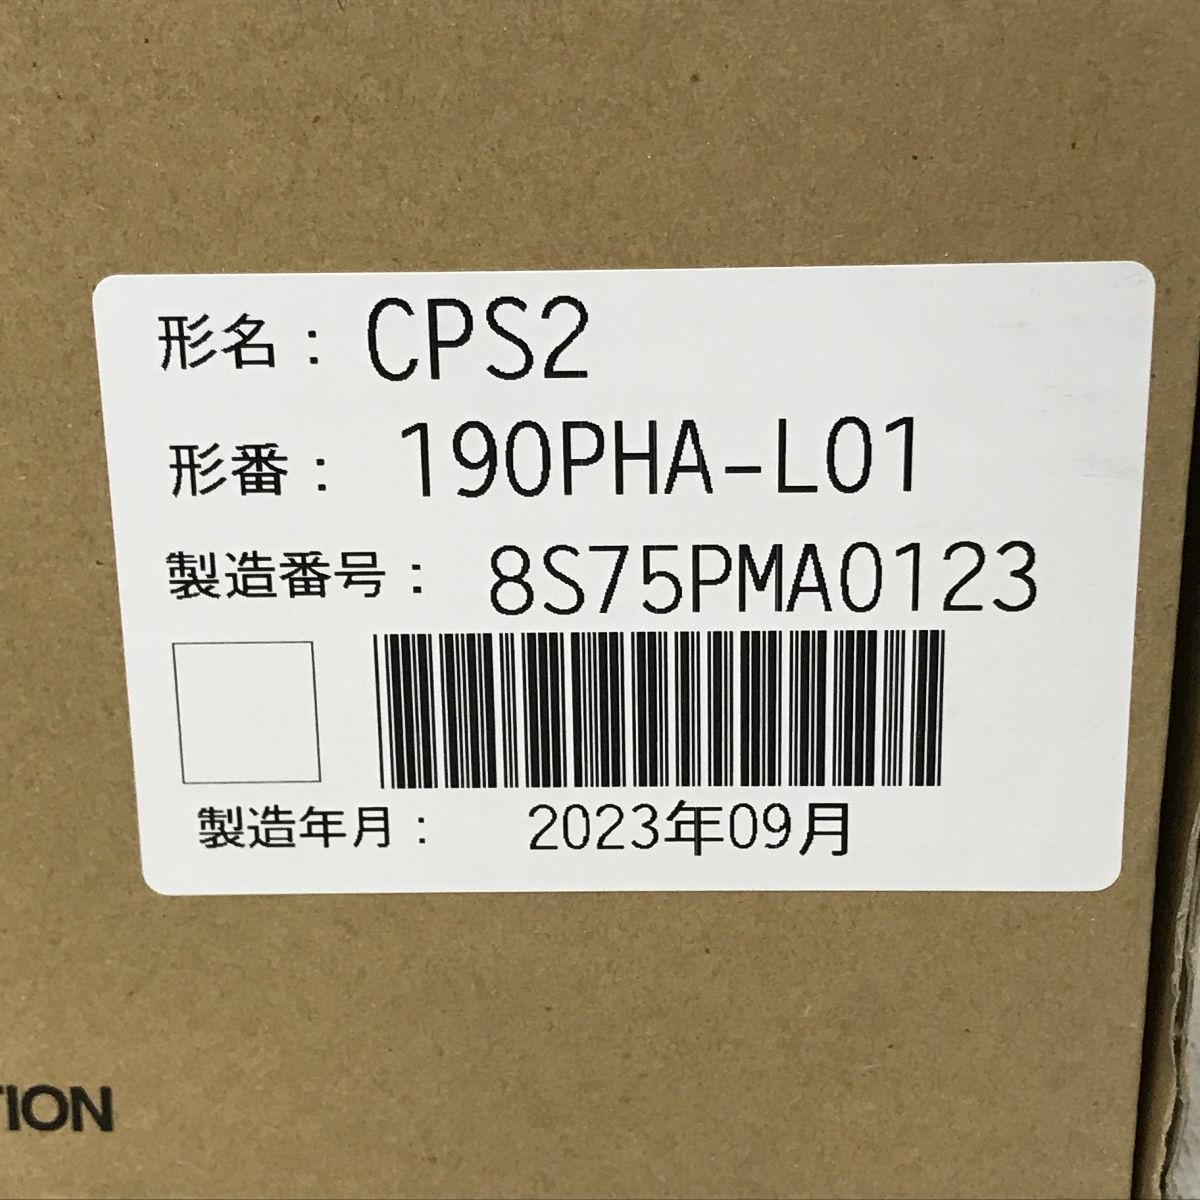 形名： CPS2
形番： 190PHA-L01
製造番号： 8S75PMA0123
製造年月： 2023年09月
TION